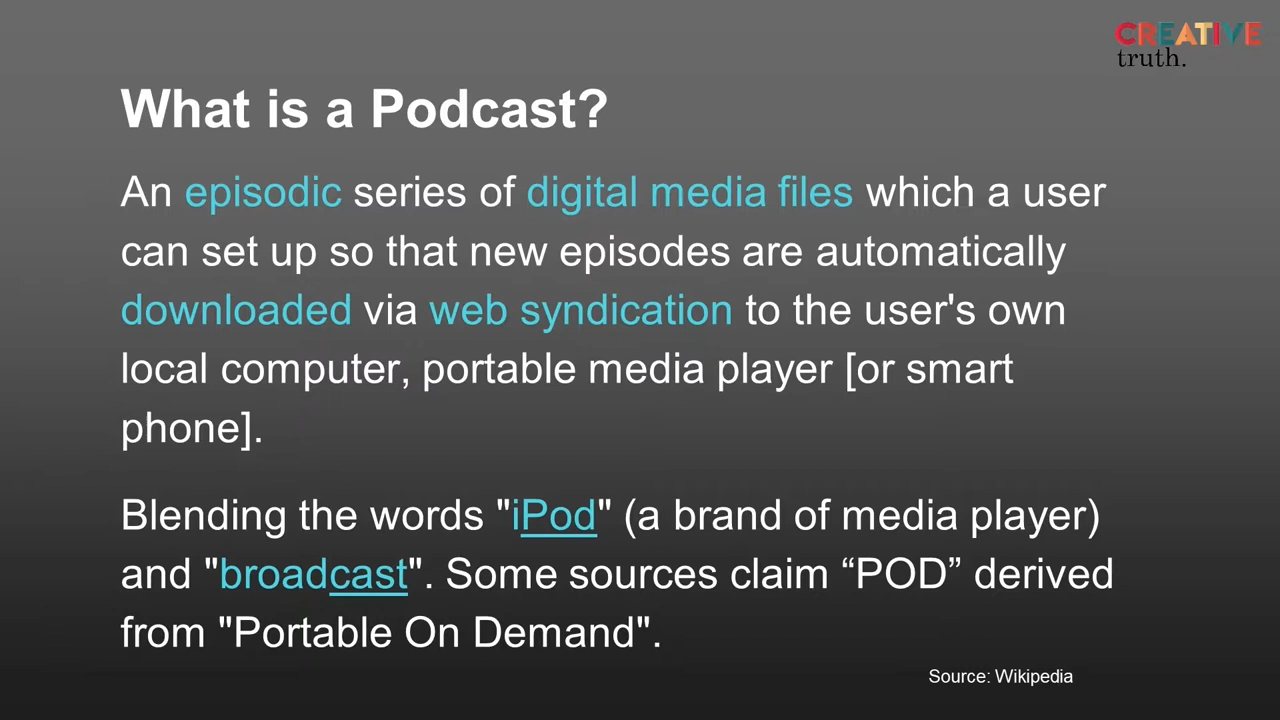 CREATIVE
truth.
What is a Podcast?
An episodic series of digital media files which a user
can set up so that new episodes are automatically
downloaded via web syndication to the user's own
local computer, portable media player [or smart
phone].
Blending the words "iPod" (a brand of media player)
and "broadcast". Some sources claim “POD” derived
from "Portable On Demand".
Source: Wikipedia